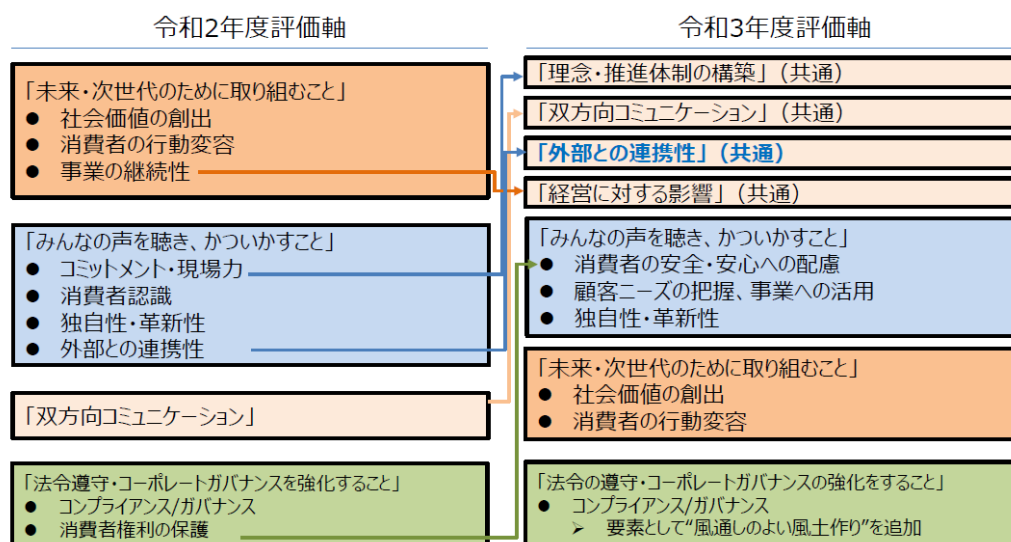 令和2年度評価軸
「未来・次世代のために取り組むこと」
● 社会価値の創出
● 消費者の行動変容
● 事業の継続性
「みんなの声を聴き、かついかすこと」
● コミットメント・現場力
● 消費者認識
● 独自性・革新性
● 外部との連携性
「双方向コミュニケーション」
「法令遵守・コーポレートガバナンスを強化すること」
● コンプライアンス/ガバナンス
● 消費者権利の保護
令和3年度評価軸
「理念・推進体制の構築」(共通)
「双方向コミュニケーション」(共通)
「外部との連携性」(共通)
「経営に対する影響」(共通)
「みんなの声を聴き、かついかすこと」
● 消費者の安全・安心への配慮
● 顧客ニーズの把握、事業への活用
● 独自性・革新性
「未来・次世代のために取り組むこと」
● 社会価値の創出
● 消費者の行動変容
「法令の遵守・コーポレートガバナンスの強化をすること」
● コンプライアンス/ガバナンス
➢ 要素として“風通しのよい風土作り”を追加